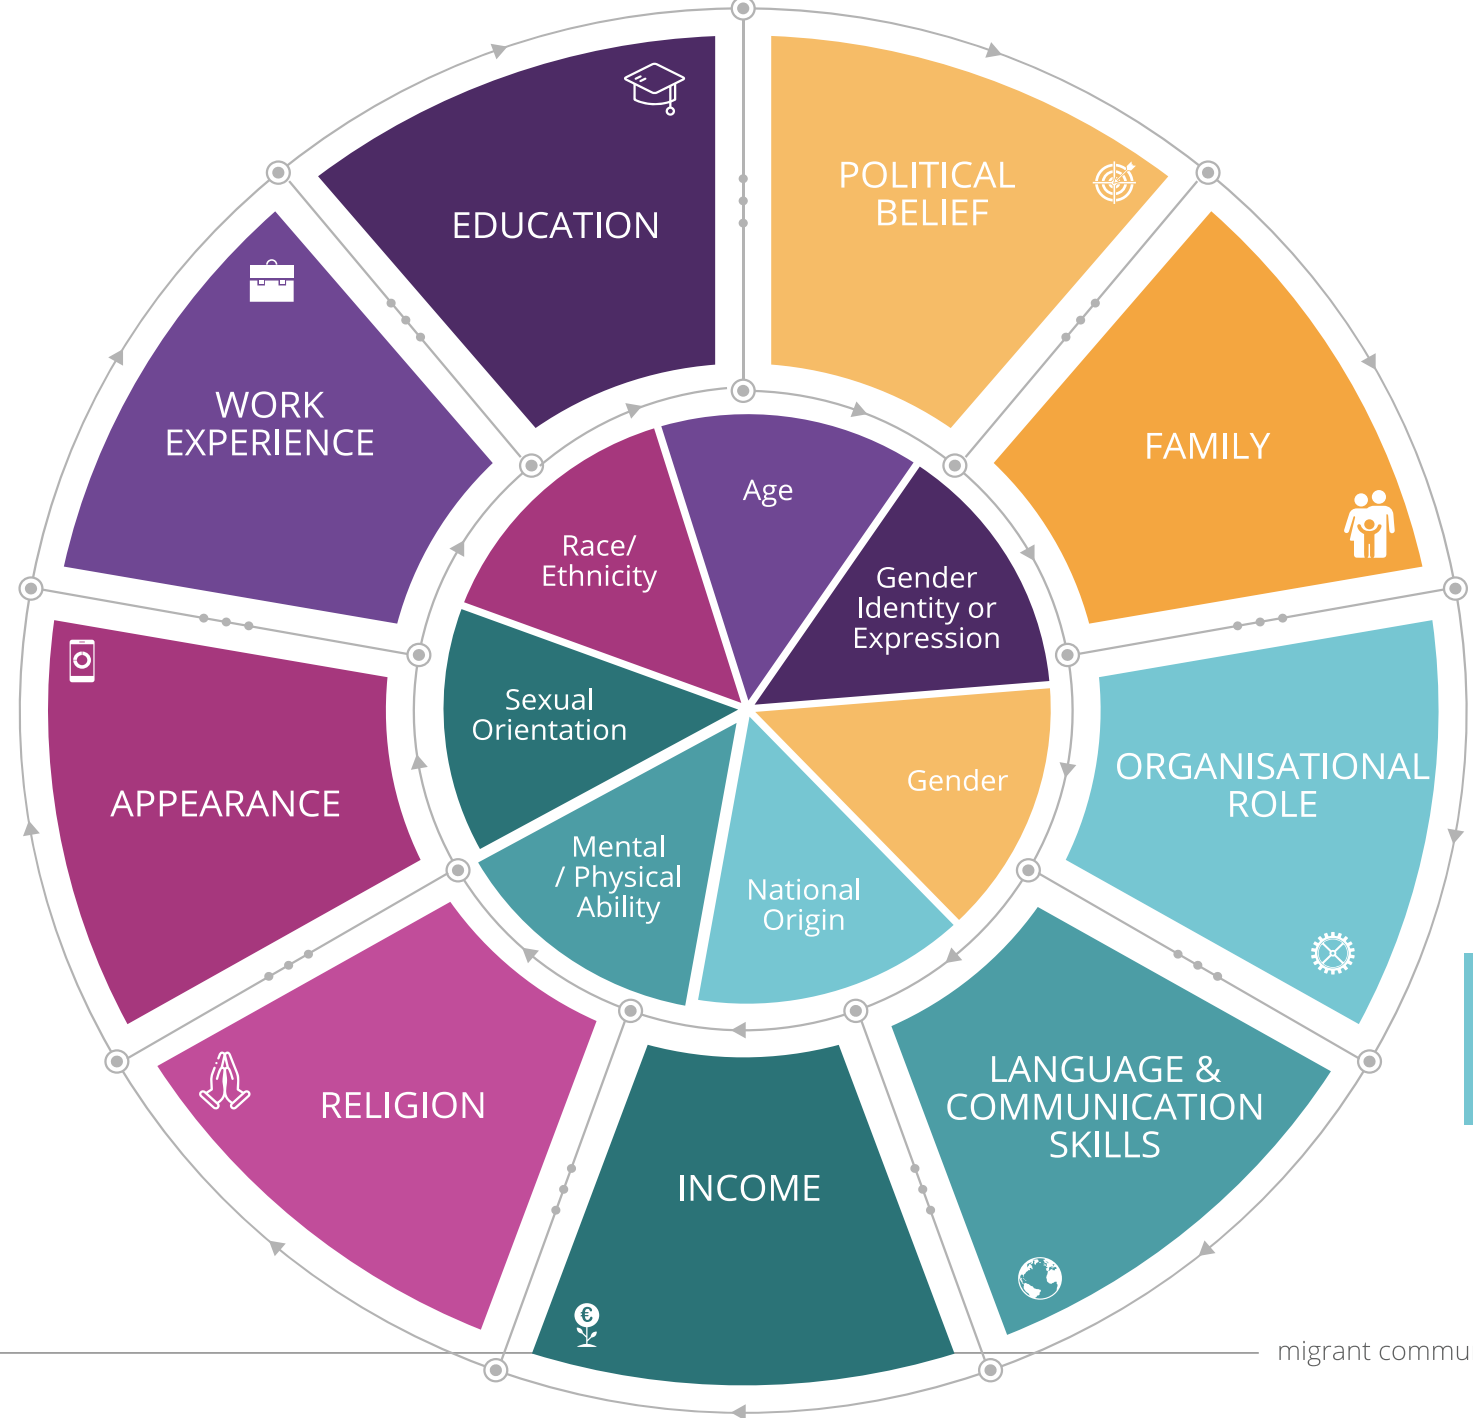 EDUCATION
POLITICAL
BELIEF
FAMILY
ORGANISATIONAL
ROLE
LANGUAGE &
COMMUNICATION
SKILLS
INCOME
RELIGION
APPEARANCE
WORK
EXPERIENCE
Age
Gender
Identity or
Expression
Gender
National
Origin
Mental
/ Physical
Ability
Sexual
Orientation
Race/
Ethnicity
€
migrant commu